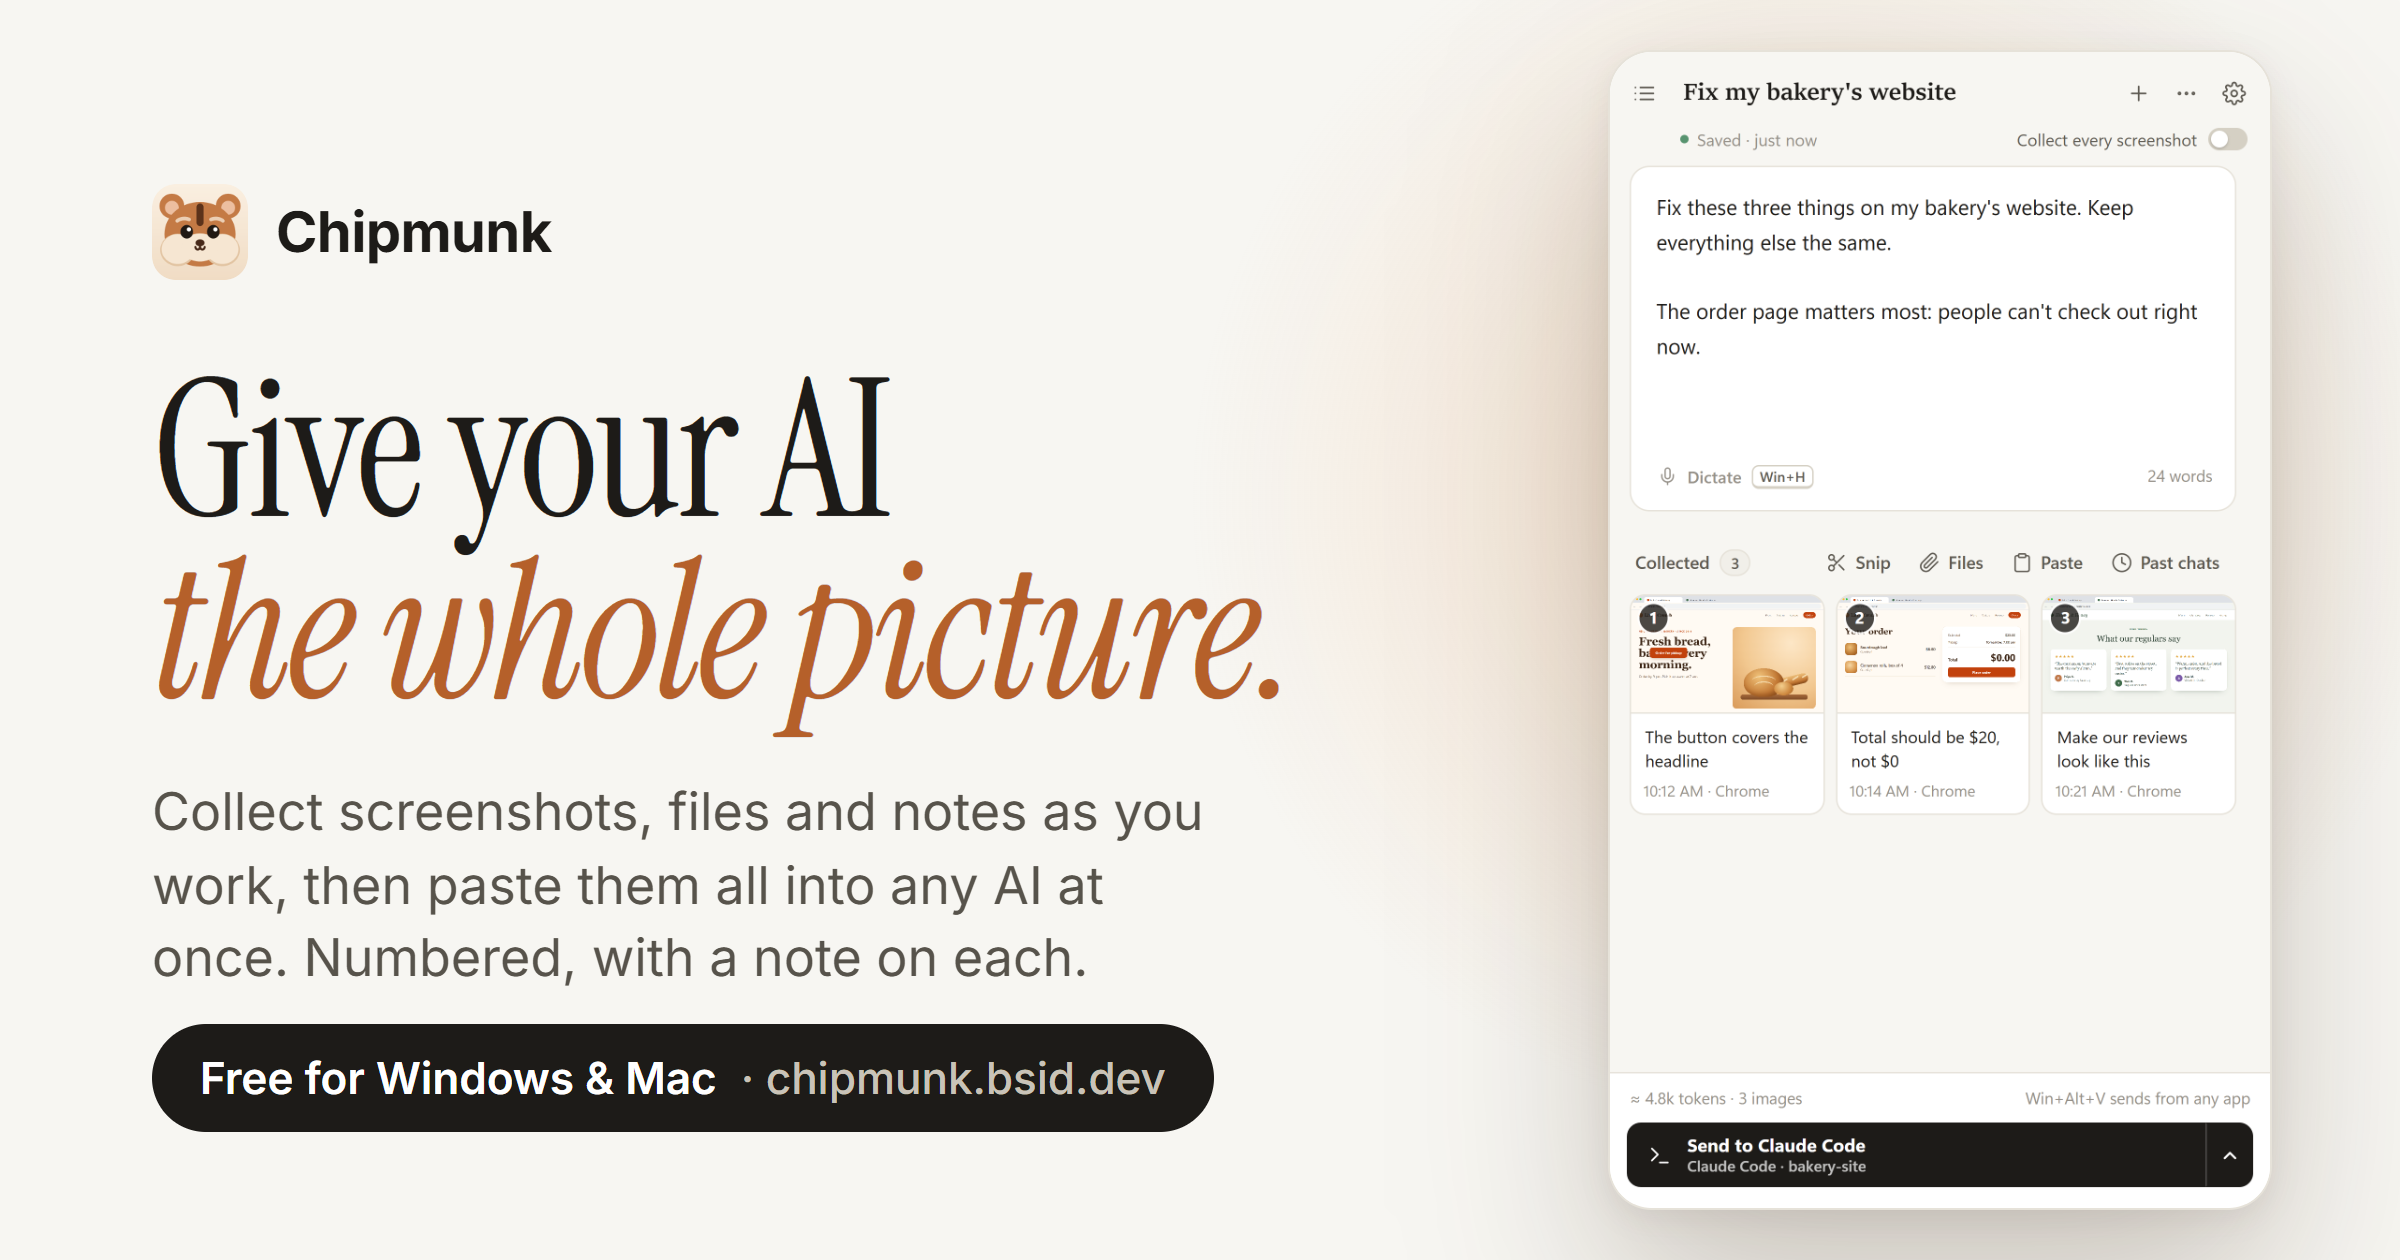 Chipmunk
Give your AI
the whole picture.
Collect screenshots, files and notes as you
work, then paste them all into any AI at
once. Numbered, with a note on each.
Free for Windows & Mac · chipmunk.bsid.dev
Fix my bakery's website
Saved · just now
Collect every screenshot
Fix these three things on my bakery's website. Keep
everything else the same.
The order page matters most: people can't check out right
now.
Dictate Win+H
24 words
Collected 3
Snip
Files
Paste
Past chats
1
Fresh bread,
morning.
The button covers the
headline
10:12 AM · Chrome
2
order
Total
$0.00
Total should be $20,
not $0
10:14 AM · Chrome
3
What our regulars say
Make our reviews
look like this
10:21 AM · Chrome
≈ 4.8k tokens · 3 images
Win+Alt+V sends from any app
Send to Claude Code
Claude Code · bakery-site